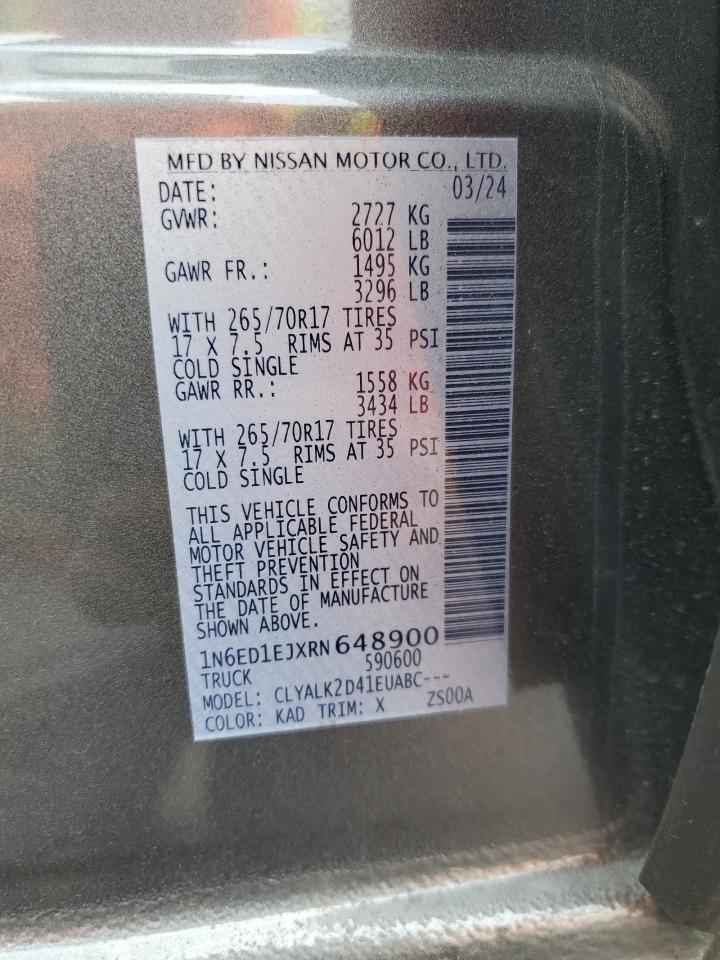 MFD BY NISSAN MOTOR CO., LTD.
DATE: 03/24
GVWR: 2727 KG
6012 LB
GAWR FR.: 1495 KG
3296 LB
WITH 265/70R17 TIRES
17 X 7.5 RIMS AT 35 PSI
COLD SINGLE
GAWR RR.: 1558 KG
3434 LB
WITH 265/70R17 TIRES
17 X 7.5 RIMS AT 35 PSI
COLD SINGLE
THIS VEHICLE CONFORMS TO
ALL APPLICABLE FEDERAL
MOTOR VEHICLE SAFETY AND
THEFT PREVENTION
STANDARDS IN EFFECT ON
THE DATE OF MANUFACTURE
SHOWN ABOVE.
1N6ED1EJXRN648900
TRUCK 590600
MODEL: CLYALK2D41EUABC---
COLOR: KAD TRIM: X ZS00A